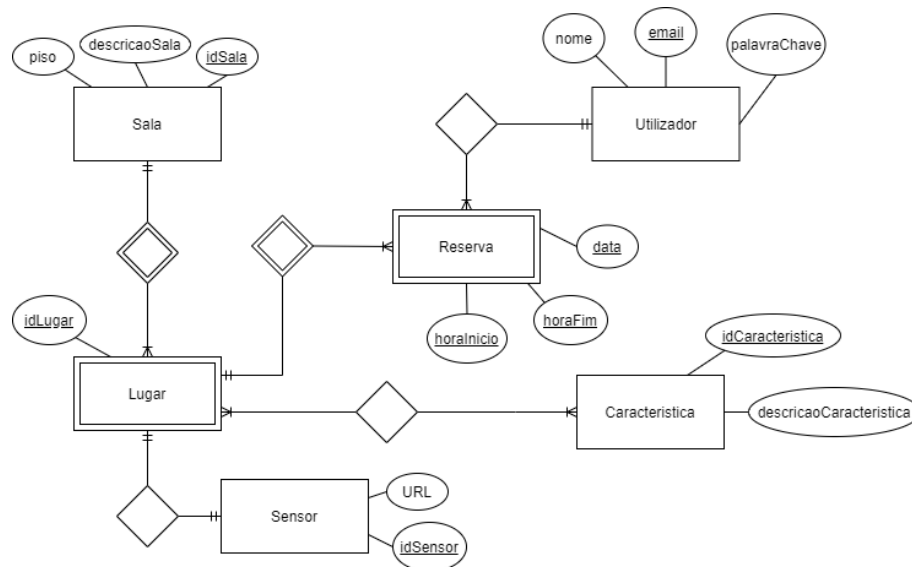 descricaoSala
piso
idSala
Sala
nome
email
palavraChave
Utilizador
Reserva
data
horaInicio
horaFim
idLugar
Lugar
idCaracteristica
Caracteristica
descricaoCaracteristica
URL
Sensor
idSensor